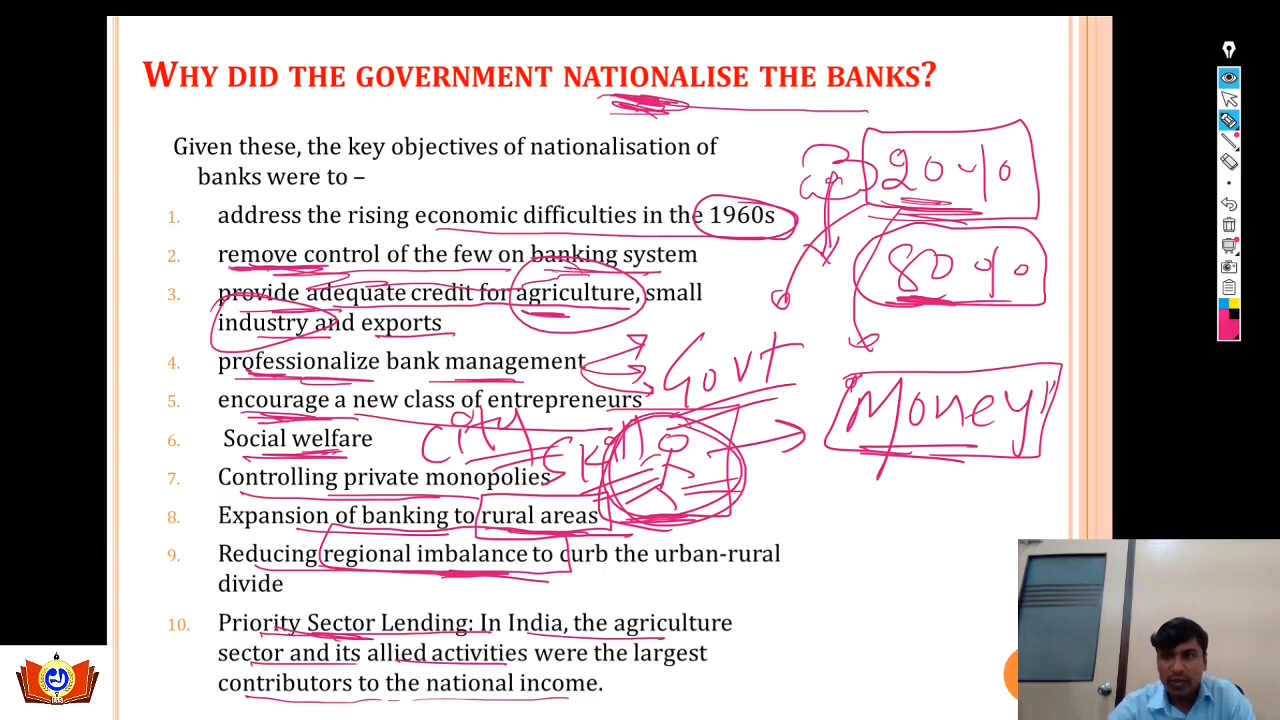 WHY DID THE GOVERNMENT NATIONALISE THE BANKS?
Given these, the key objectives of nationalisation of
banks were to –
1. address the rising economic difficulties in the 1960s
2. remove control of the few on banking system
3. provide adequate credit for agriculture, small
industry and exports
4. professionalize bank management
5. encourage a new class of entrepreneurs
6. Social welfare
7. Controlling private monopolies
8. Expansion of banking to rural areas
9. Reducing regional imbalance to curb the urban-rural
divide
10. Priority Sector Lending: In India, the agriculture
sector and its allied activities were the largest
contributors to the national income.
20%
80%
Govt
"Money"
City
Skill